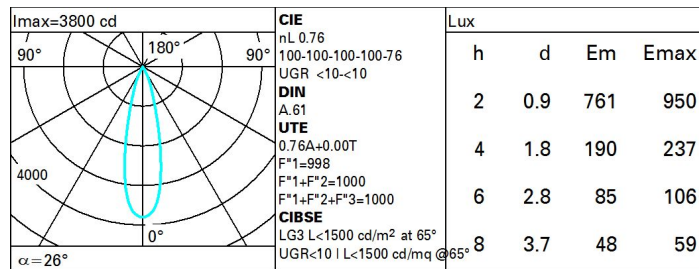 Imax=3800 cd
90° 180° 90°
4000
0°
α=26°
CIE
nL 0.76
100-100-100-100-76
UGR <10-<10
DIN
A.61
UTE
0.76A+0.00T
F"1=998
F"1+F"2=1000
F"1+F"2+F"3=1000
CIBSE
LG3 L<1500 cd/m² at 65°
UGR<10 | L<1500 cd/mq @65°
Lux
h d Em Emax
2 0.9 761 950
4 1.8 190 237
6 2.8 85 106
8 3.7 48 59